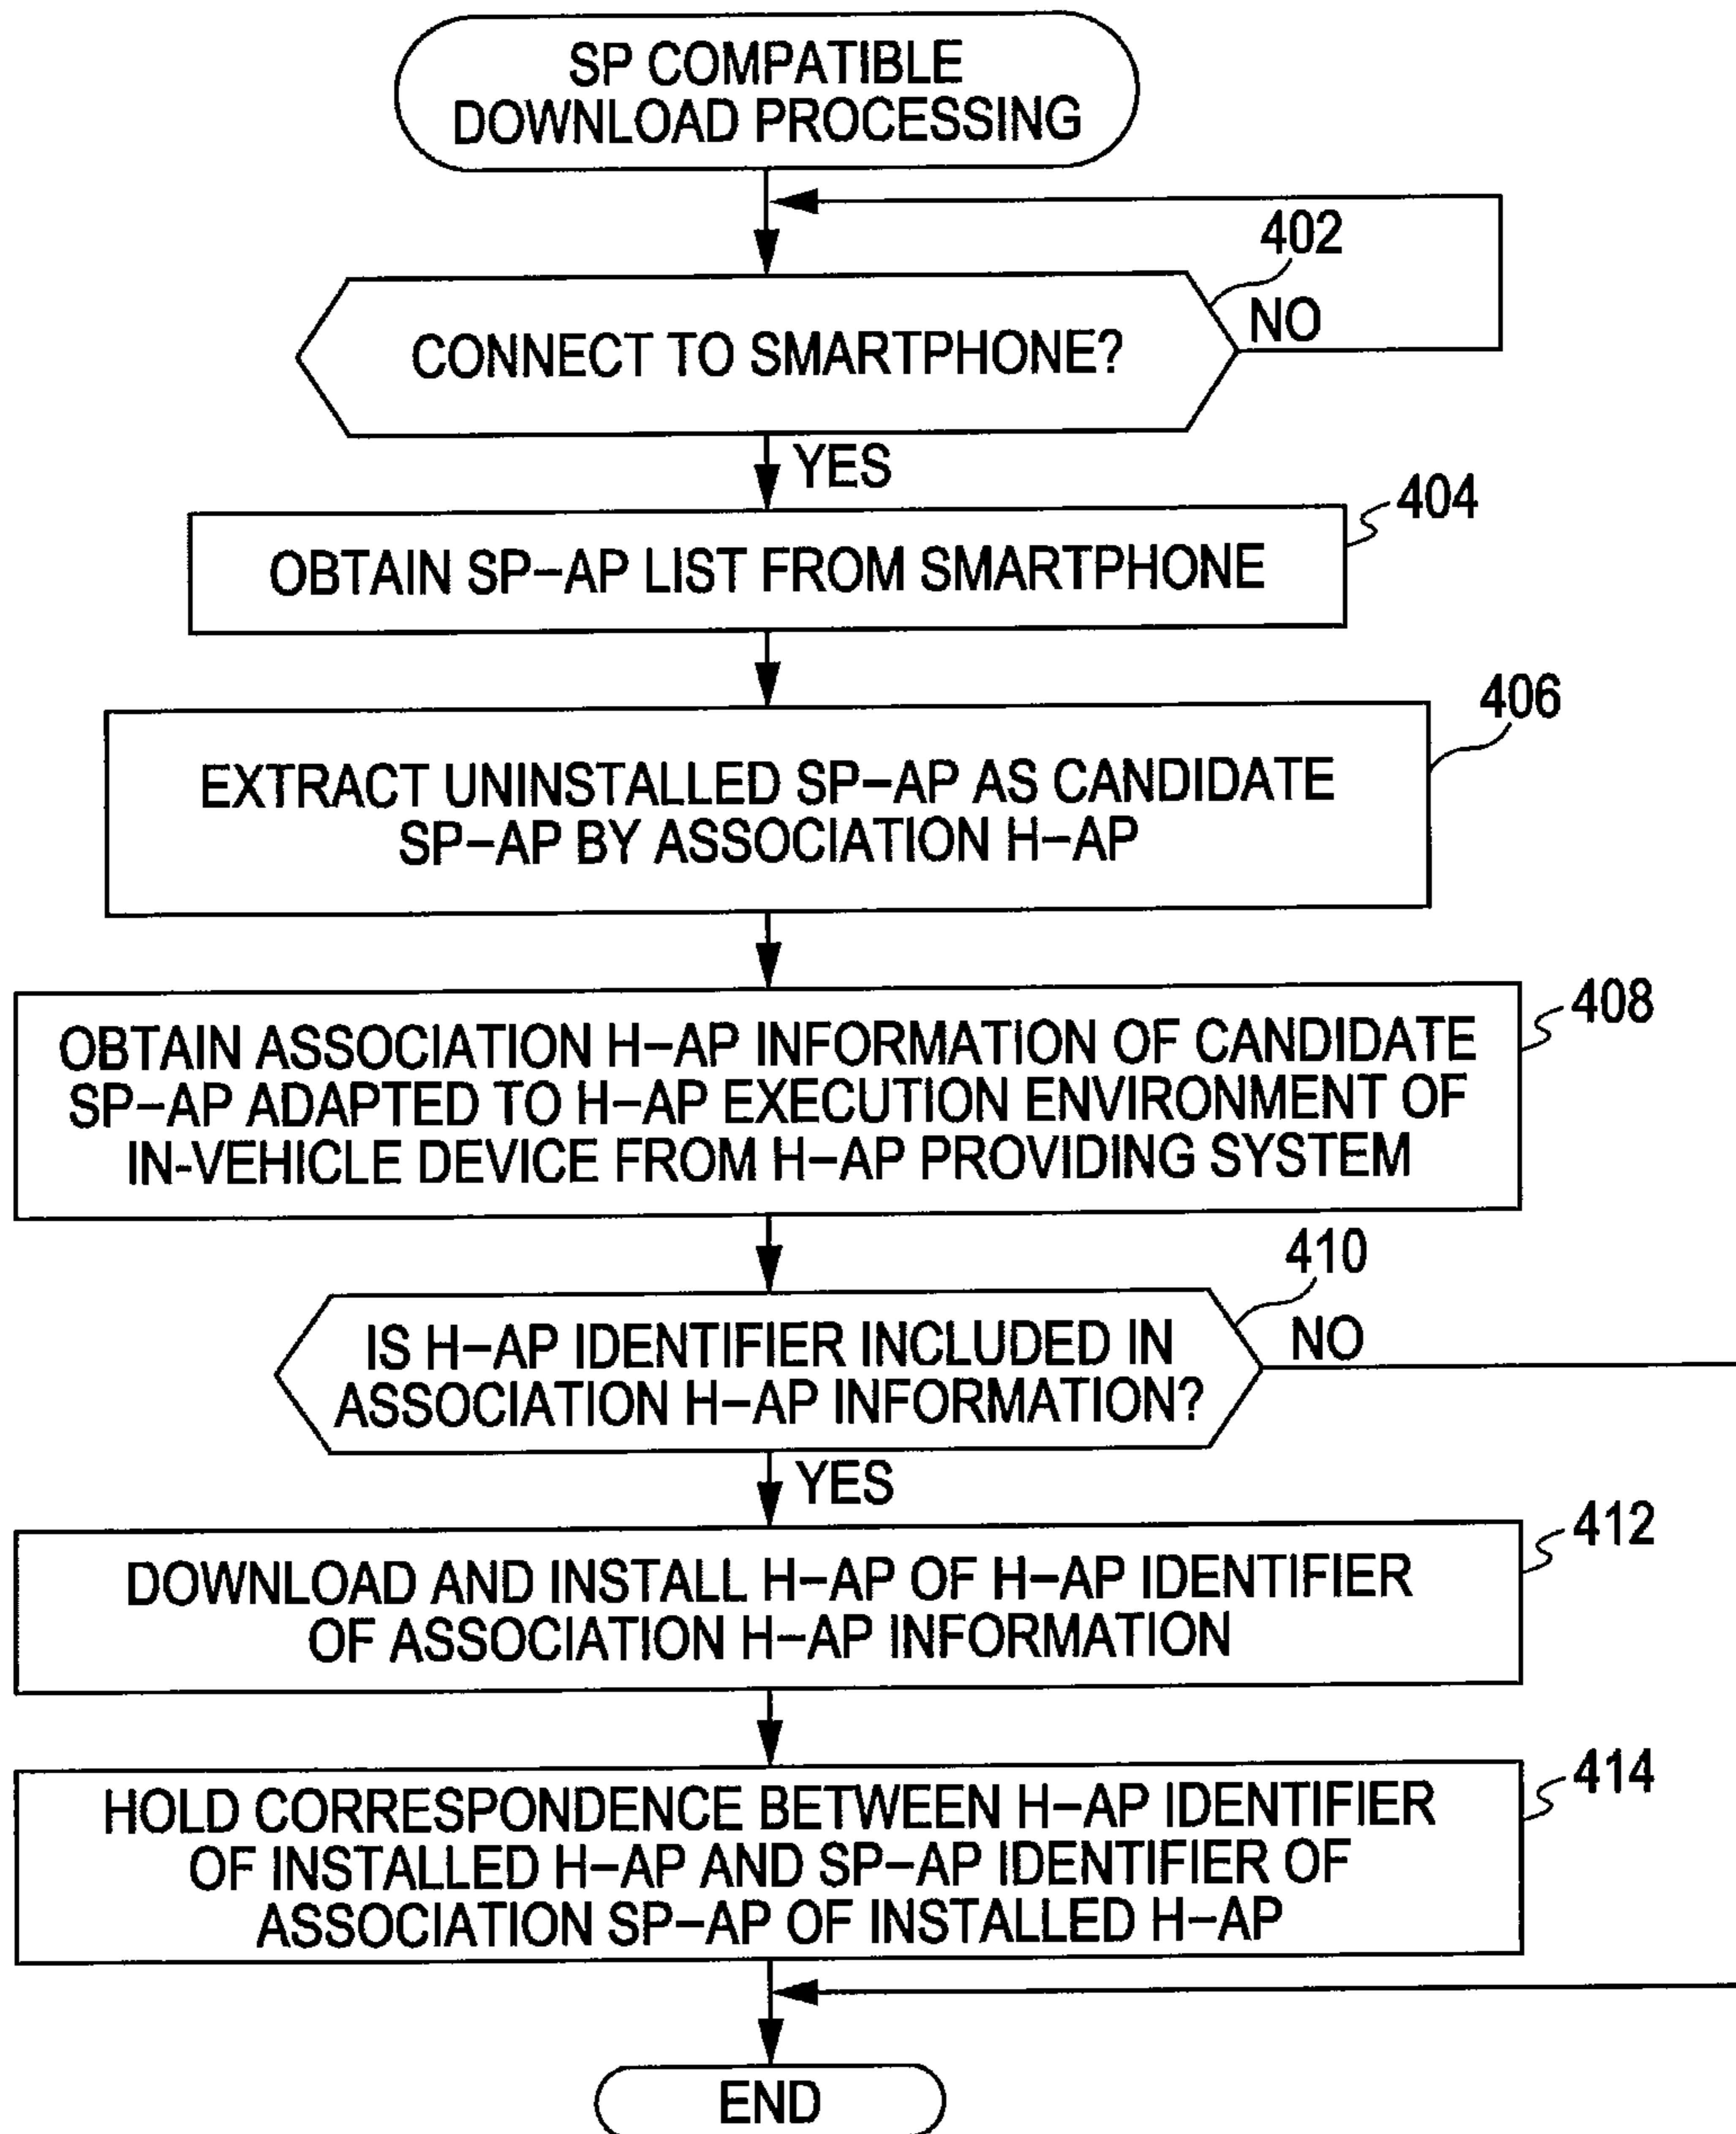 SP COMPATIBLE
DOWNLOAD PROCESSING
402
CONNECT TO SMARTPHONE?
NO
YES
404
OBTAIN SP-AP LIST FROM SMARTPHONE
406
EXTRACT UNINSTALLED SP-AP AS CANDIDATE
SP-AP BY ASSOCIATION H-AP
408
OBTAIN ASSOCIATION H-AP INFORMATION OF CANDIDATE
SP-AP ADAPTED TO H-AP EXECUTION ENVIRONMENT OF
IN-VEHICLE DEVICE FROM H-AP PROVIDING SYSTEM
410
IS H-AP IDENTIFIER INCLUDED IN
ASSOCIATION H-AP INFORMATION?
NO
YES
412
DOWNLOAD AND INSTALL H-AP OF H-AP IDENTIFIER
OF ASSOCIATION H-AP INFORMATION
414
HOLD CORRESPONDENCE BETWEEN H-AP IDENTIFIER
OF INSTALLED H-AP AND SP-AP IDENTIFIER OF
ASSOCIATION SP-AP OF INSTALLED H-AP
END